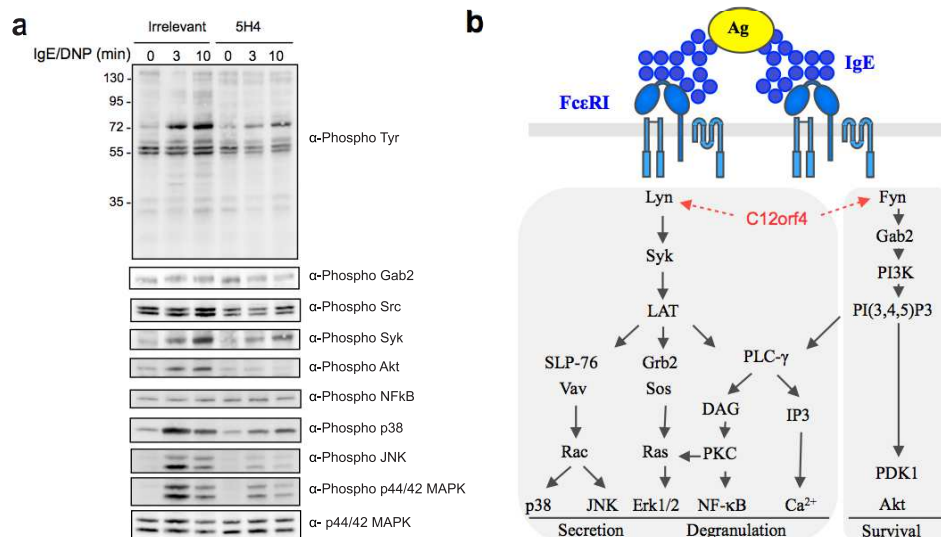 a
Irrelevant 5H4
IgE/DNP (min) 0 3 10 0 3 10
130
95
72
55
35
α-Phospho Tyr
α-Phospho Gab2
α-Phospho Src
α-Phospho Syk
α-Phospho Akt
α-Phospho NFkB
α-Phospho p38
α-Phospho JNK
α-Phospho p44/42 MAPK
α- p44/42 MAPK
b
Ag
IgE
FcεRI
Lyn Fyn
C12orf4
Gab2
Syk
PI3K
LAT PI(3,4,5)P3
SLP-76 Grb2 PLC-γ
Vav Sos
DAG IP3
Rac Ras PKC
PDK1
p38 JNK Erk1/2 NF-κB Ca²⁺ Akt
Secretion Degranulation Survival